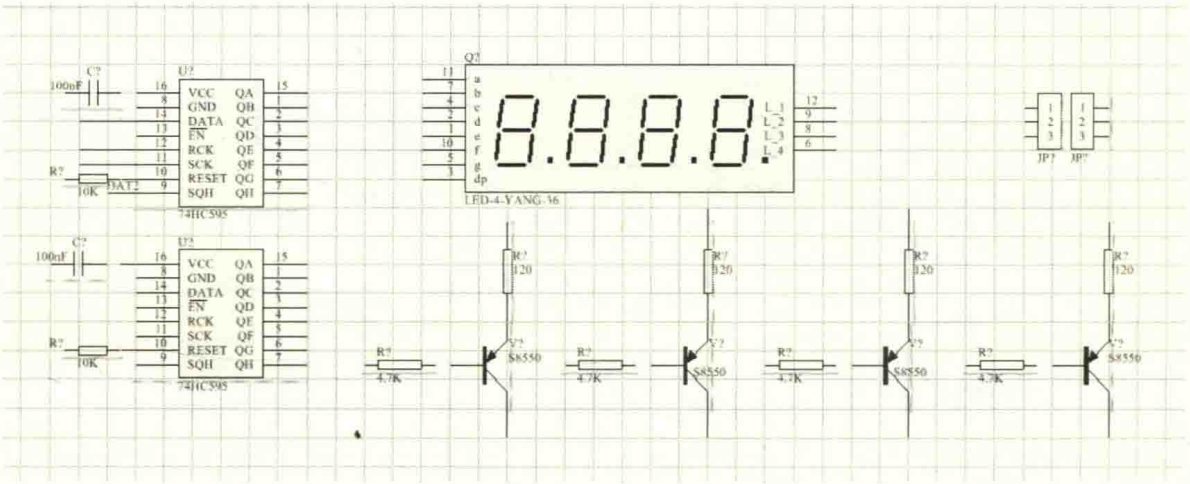 C?
100nF
U?
16 VCC QA 15
8 GND QB 1
14 DATA QC 2
13 EN QD 3
12 RCK QE 4
11 SCK QF 5
10 RESET QG 6
9 SQH QH 7
R?
10K
DAT2
74HC595
Q?
11 a
7 b
4 c L_1 12
2 d L_2 9
1 e L_3 8
10 f L_4 6
5 g
3 dp
8.8.8.8.
LED-4-YANG-36
1 1
2 2
3 3
JP? JP?
C?
100nF
U?
16 VCC QA 15
8 GND QB 1
14 DATA QC 2
13 EN QD 3
12 RCK QE 4
11 SCK QF 5
10 RESET QG 6
9 SQH QH 7
R?
10K
74HC595
R? R? R? R?
120 120 120 120
V? V? V? V?
S8550 S8550 S8550 S8550
R? R? R? R?
4.7K 4.7K 4.7K 4.7K